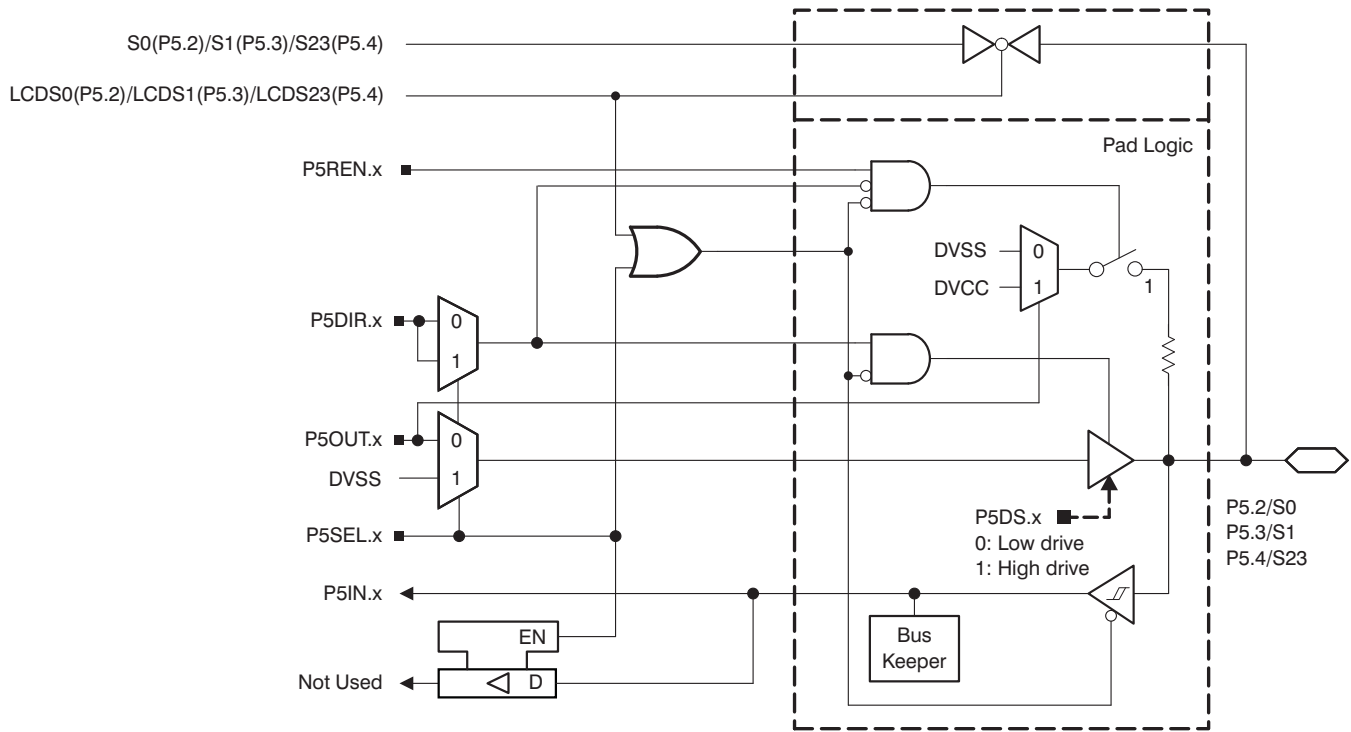 S0(P5.2)/S1(P5.3)/S23(P5.4)
LCDS0(P5.2)/LCDS1(P5.3)/LCDS23(P5.4)
Pad Logic
P5REN.x
DVSS
0
DVCC
1
1
P5DIR.x
0
1
P5OUT.x
0
DVSS
1
P5SEL.x
P5DS.x
0: Low drive
1: High drive
P5.2/S0
P5.3/S1
P5.4/S23
P5IN.x
Bus
Keeper
EN
Not Used
D